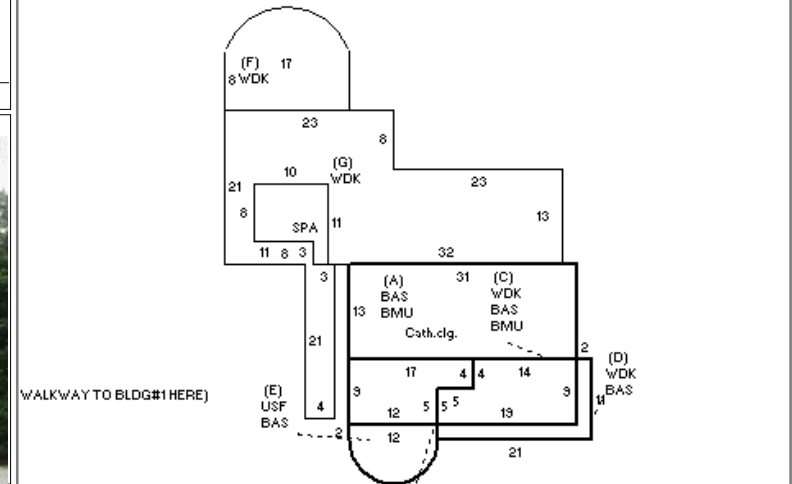 (F) 17
8 WDK
23
8
(G)
WDK
10
23
21
8
11
13
SPA
11 8 3
32
3
(A)
BAS
BMU
31
(C)
WDK
BAS
BMU
13
Cath.clg.
21
2
(D)
WDK
BAS
17
4 4
14
9
9
WALKWAY TO BLDG#1 HERE)
(E)
USF
BAS
4
12
5 5 5
19
2
12
21